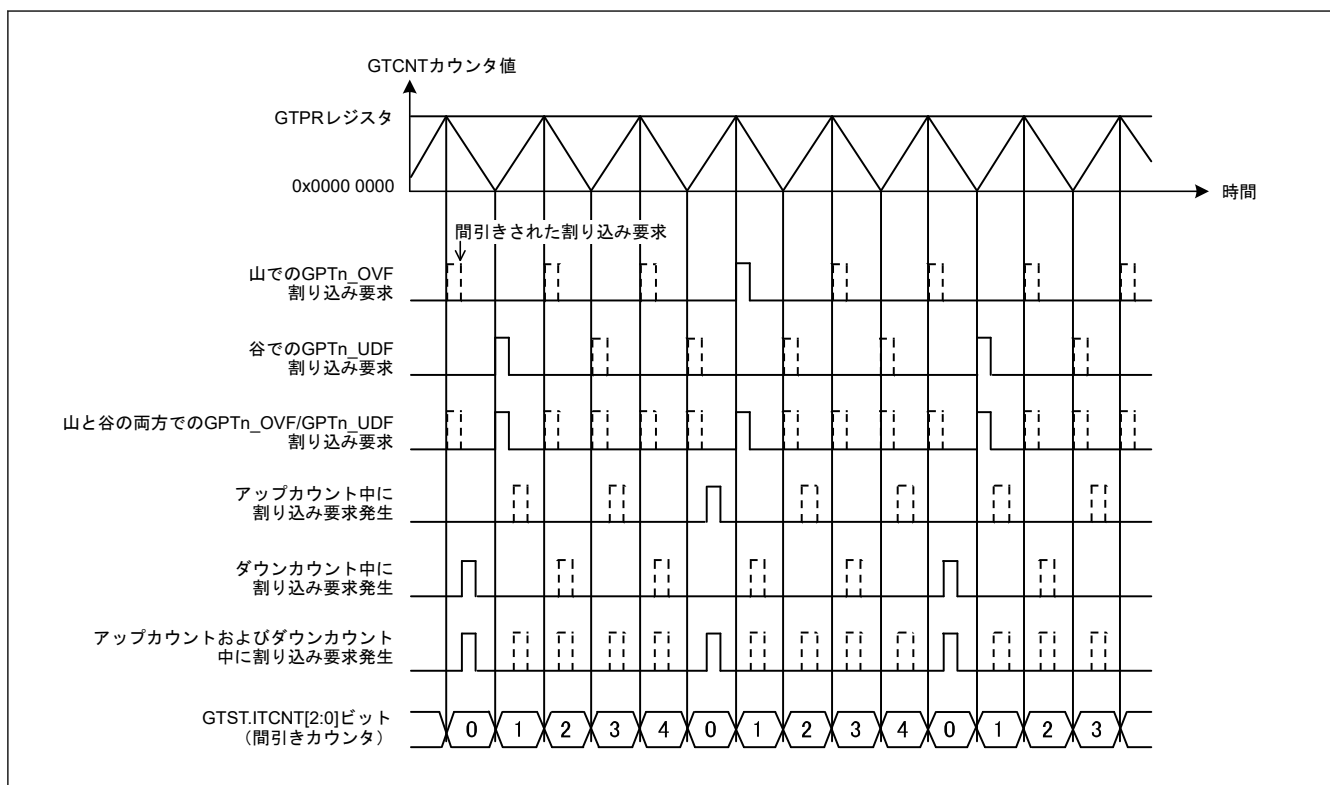 GTCNTカウンタ値
GTPRレジスタ
0x0000 0000
時間
間引きされた割り込み要求
山でのGPTn_OVF
割り込み要求
谷でのGPTn_UDF
割り込み要求
山と谷の両方でのGPTn_OVF/GPTn_UDF
割り込み要求
アップカウント中に
割り込み要求発生
ダウンカウント中に
割り込み要求発生
アップカウントおよびダウンカウント
中に割り込み要求発生
GTST.ITCNT[2:0]ビット
(間引きカウンタ)
0 1 2 3 4 0 1 2 3 4 0 1 2 3